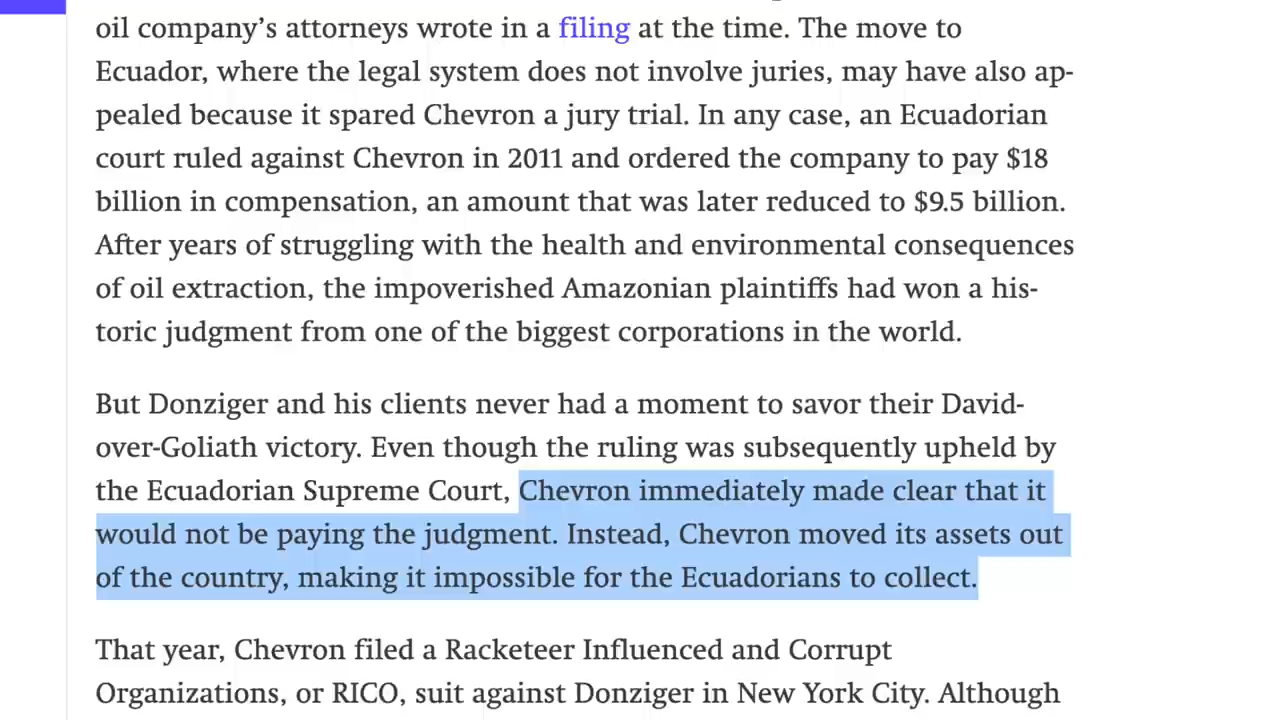 oil company’s attorneys wrote in a filing at the time. The move to
Ecuador, where the legal system does not involve juries, may have also ap-
pealed because it spared Chevron a jury trial. In any case, an Ecuadorian
court ruled against Chevron in 2011 and ordered the company to pay $18
billion in compensation, an amount that was later reduced to $9.5 billion.
After years of struggling with the health and environmental consequences
of oil extraction, the impoverished Amazonian plaintiffs had won a his-
toric judgment from one of the biggest corporations in the world.
But Donziger and his clients never had a moment to savor their David-
over-Goliath victory. Even though the ruling was subsequently upheld by
the Ecuadorian Supreme Court, Chevron immediately made clear that it
would not be paying the judgment. Instead, Chevron moved its assets out
of the country, making it impossible for the Ecuadorians to collect.
That year, Chevron filed a Racketeer Influenced and Corrupt
Organizations, or RICO, suit against Donziger in New York City. Although